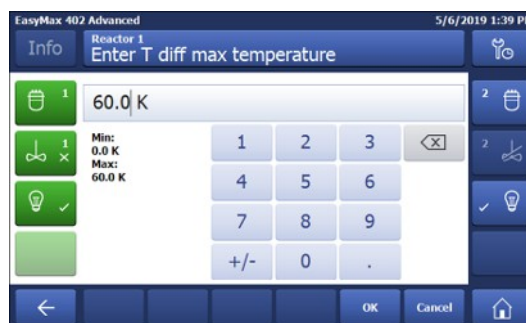 EasyMax 402 Advanced 5/6/2019 1:39 P
Info
Reactor 1
Enter T diff max temperature
1
60.0 K
2
1
Min:
0.0 K
Max:
60.0 K
1 2 3
2
4 5 6
7 8 9
+/- 0 .
OK Cancel